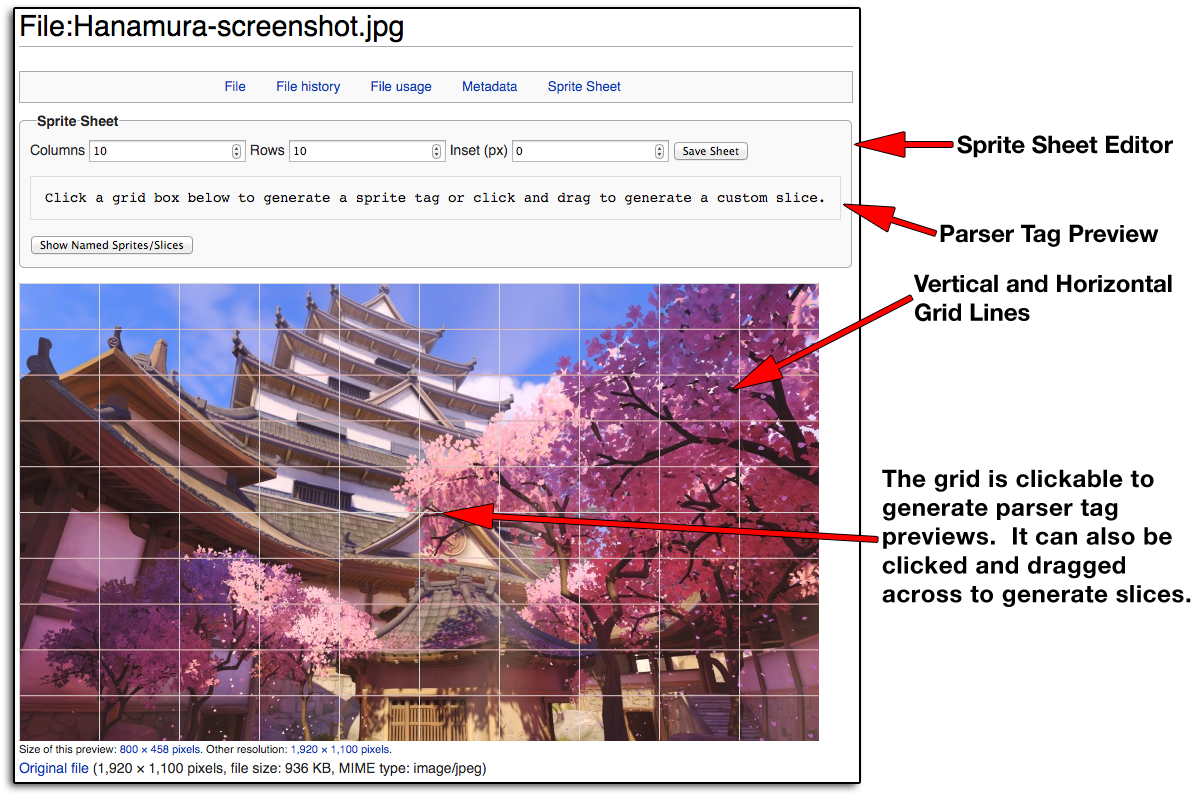 File:Hanamura-screenshot.jpg
File File history File usage Metadata Sprite Sheet
Sprite Sheet
Columns 10 Rows 10 Inset (px) 0 Save Sheet
Click a grid box below to generate a sprite tag or click and drag to generate a custom slice.
Show Named Sprites/Slices
Size of this preview: 800 × 458 pixels. Other resolution: 1,920 × 1,100 pixels.
Original file (1,920 × 1,100 pixels, file size: 936 KB, MIME type: image/jpeg)
Sprite Sheet Editor
Parser Tag Preview
Vertical and Horizontal
Grid Lines
The grid is clickable to
generate parser tag
previews.  It can also be
clicked and dragged
across to generate slices.